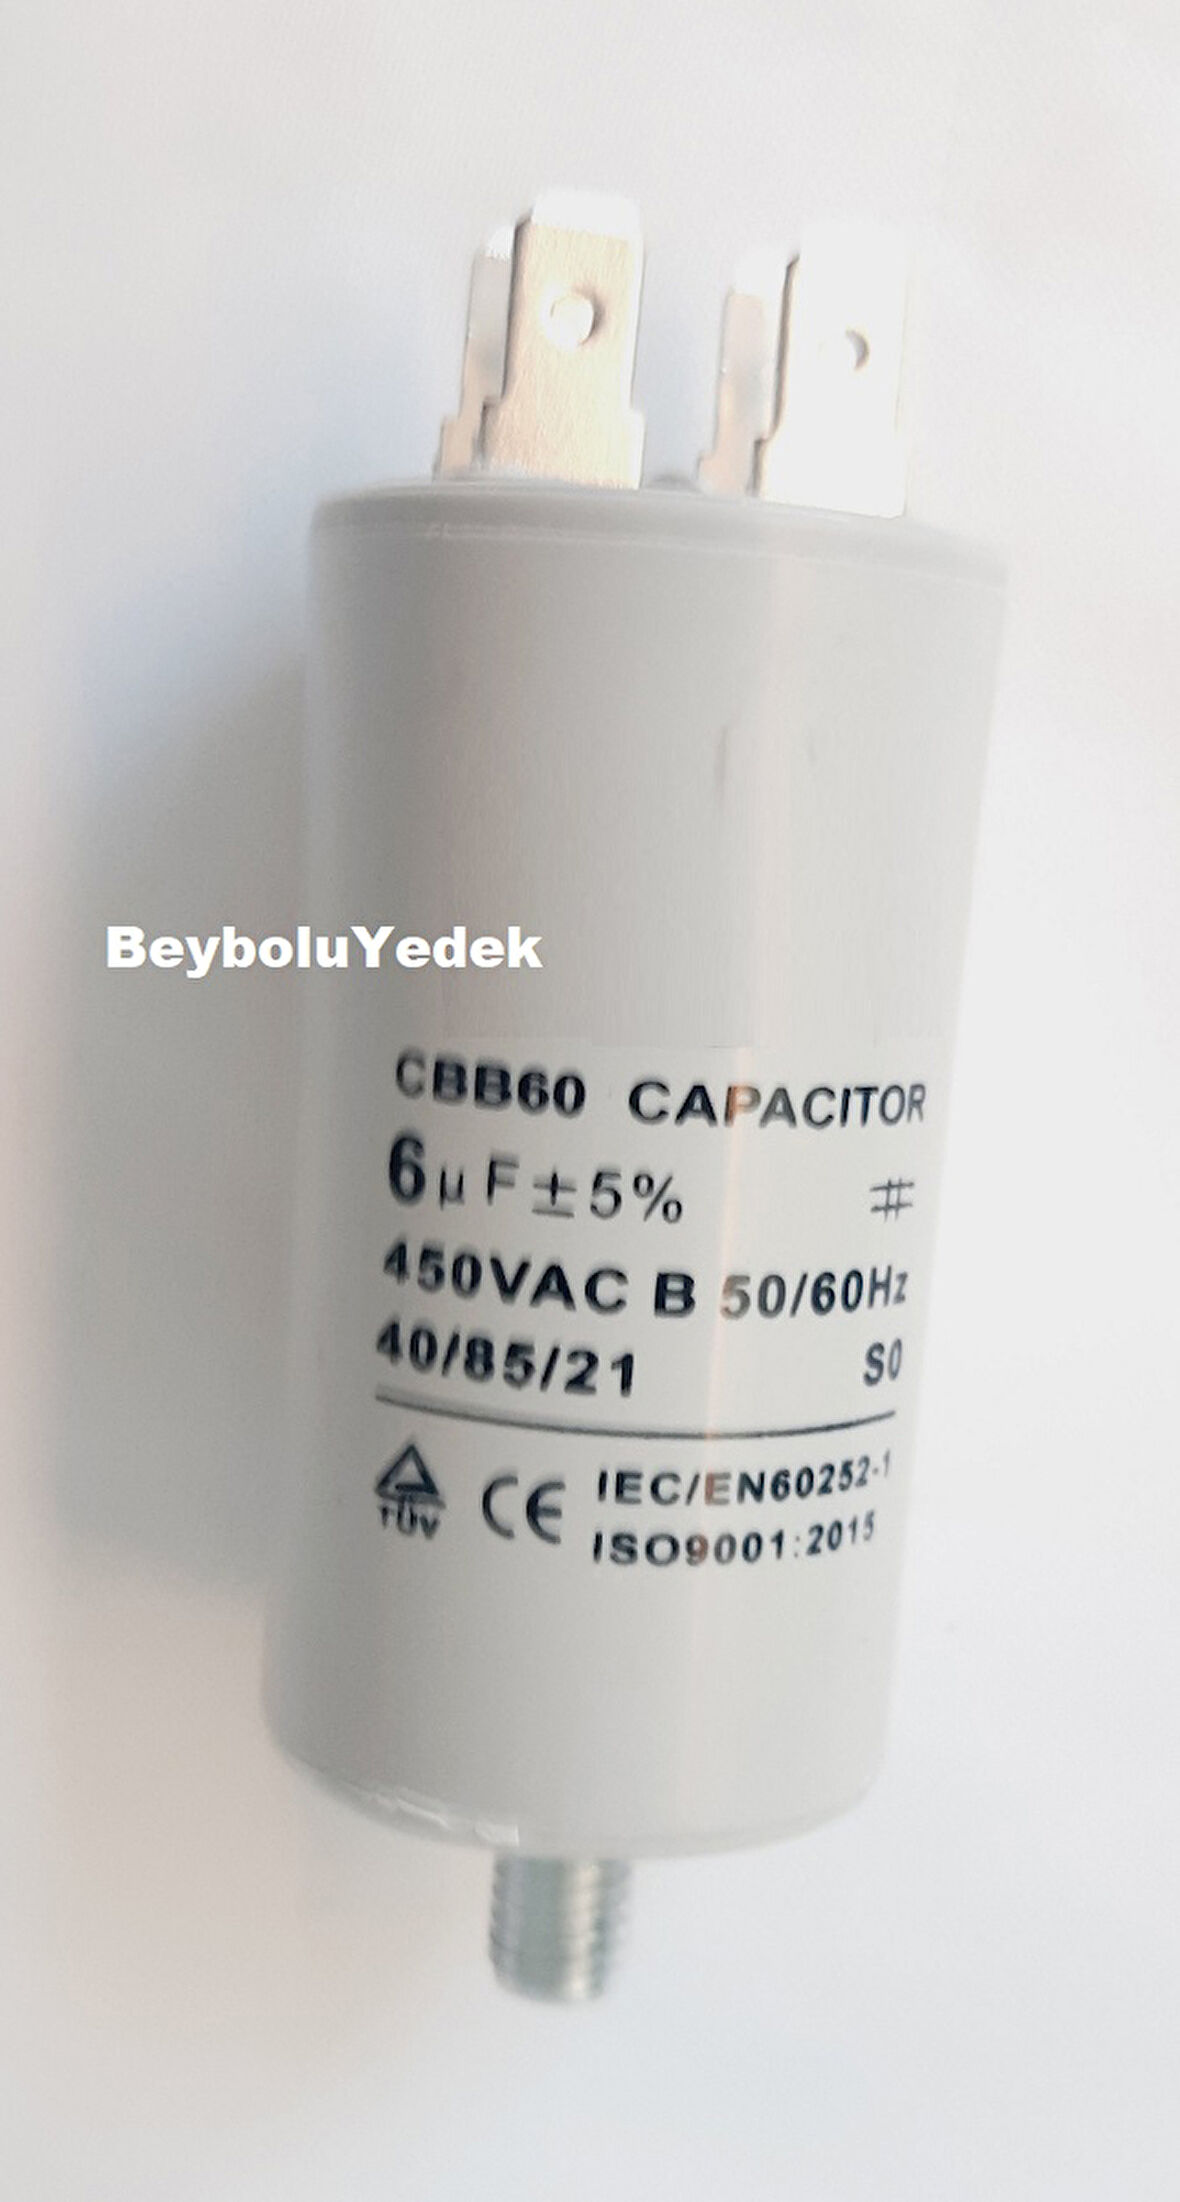 BeyboluYedek
CBB60 CAPACITOR
6µF±5% #
450VAC B 50/60Hz
40/85/21 S0
TÜV CE IEC/EN60252-1
ISO9001:2015